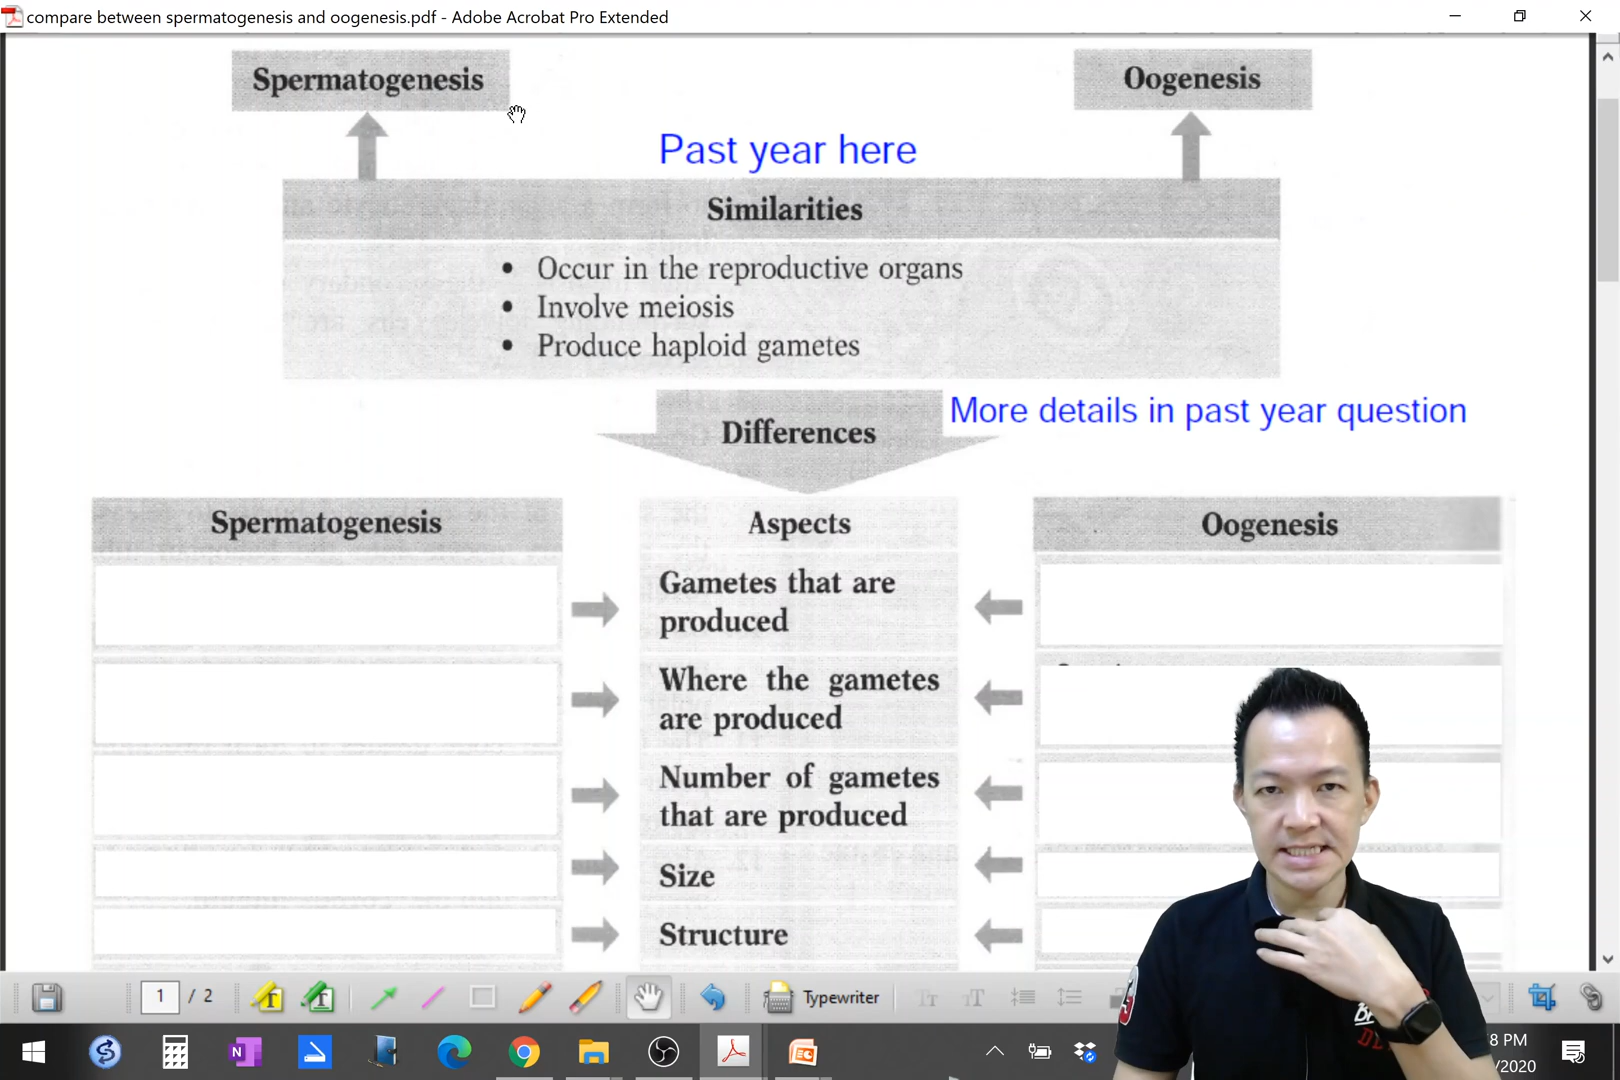 compare between spermatogenesis and oogenesis.pdf - Adobe Acrobat Pro Extended
Spermatogenesis
Oogenesis
Past year here
Similarities
• Occur in the reproductive organs
• Involve meiosis
• Produce haploid gametes
Differences
More details in past year question
Spermatogenesis
Aspects
Oogenesis
Gametes that are
produced
Where the gametes
are produced
Number of gametes
that are produced
Size
Structure
1 / 2
Typewriter
8 PM
/2020